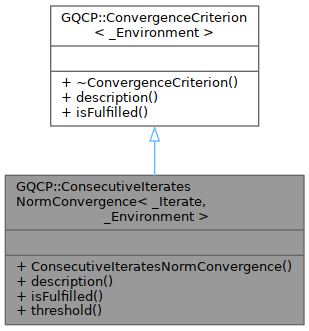 GQCP::ConvergenceCriterion
< _Environment >
+ ~ConvergenceCriterion()
+ description()
+ isFulfilled()
GQCP::ConsecutiveIterates
NormConvergence< _Iterate,
_Environment >
+ ConsecutiveIteratesNormConvergence()
+ description()
+ isFulfilled()
+ threshold()